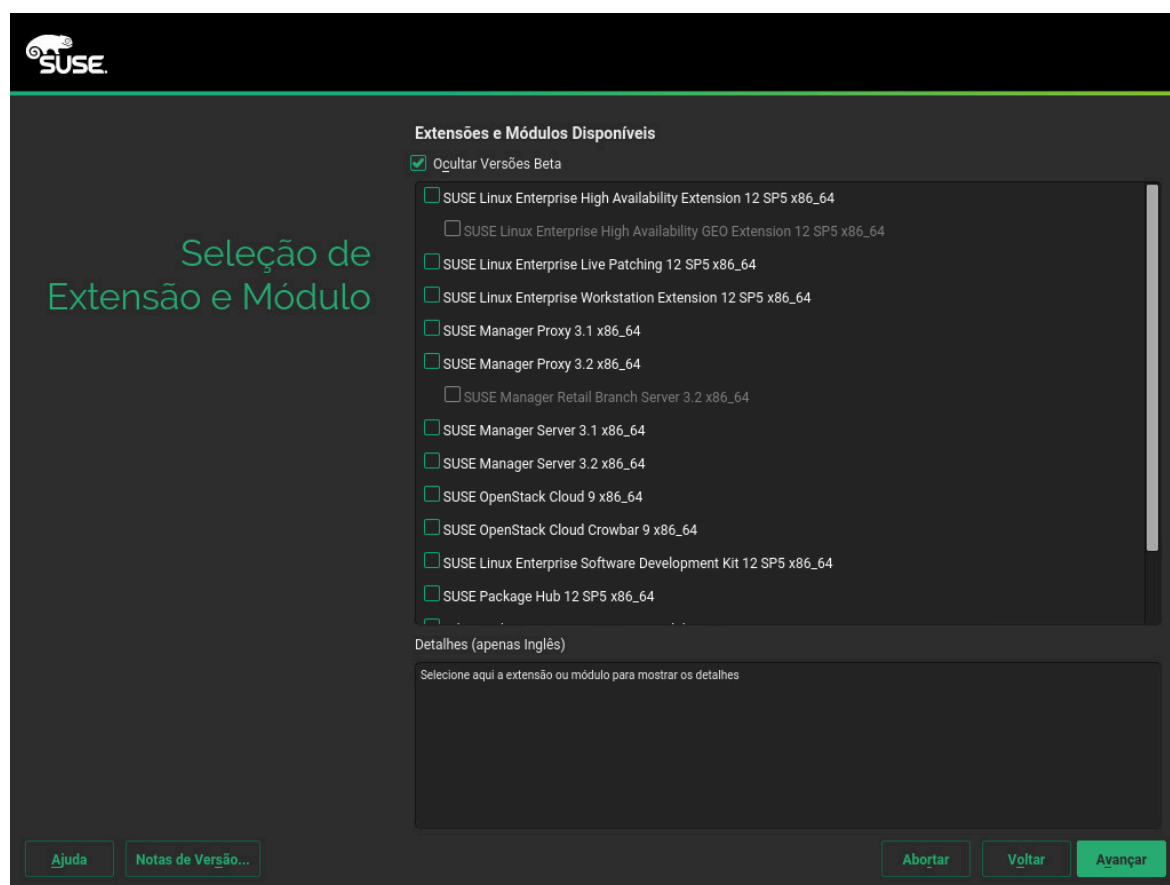 SUSE.
Extensões e Módulos Disponíveis
Ocultar Versões Beta
Seleção de
Extensão e Módulo
SUSE Linux Enterprise High Availability Extension 12 SP5 x86_64
SUSE Linux Enterprise High Availability GEO Extension 12 SP5 x86_64
SUSE Linux Enterprise Live Patching 12 SP5 x86_64
SUSE Linux Enterprise Workstation Extension 12 SP5 x86_64
SUSE Manager Proxy 3.1 x86_64
SUSE Manager Proxy 3.2 x86_64
SUSE Manager Retail Branch Server 3.2 x86_64
SUSE Manager Server 3.1 x86_64
SUSE Manager Server 3.2 x86_64
SUSE OpenStack Cloud 9 x86_64
SUSE OpenStack Cloud Crowbar 9 x86_64
SUSE Linux Enterprise Software Development Kit 12 SP5 x86_64
SUSE Package Hub 12 SP5 x86_64
Detalhes (apenas Inglês)
Selecione aqui a extensão ou módulo para mostrar os detalhes
Ajuda
Notas de Versão...
Abortar
Voltar
Avançar